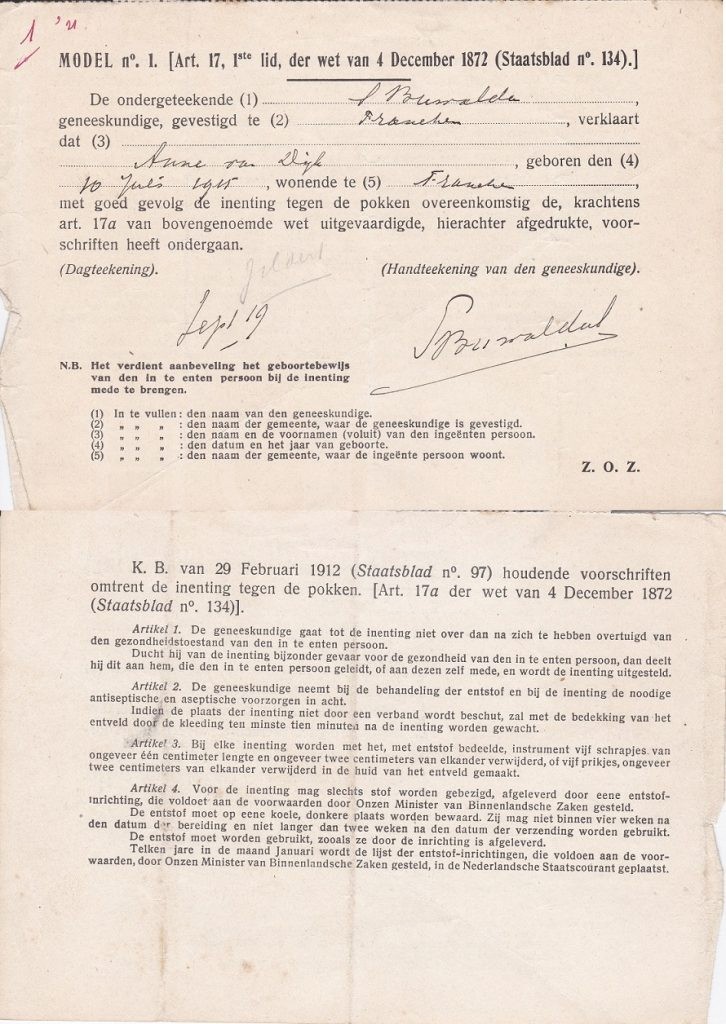 1
MODEL nº. 1. [Art. 17, 1ste lid, der wet van 4 December 1872 (Staatsblad nº. 134).]
De ondergeteekende (1) S Buwalda,
geneeskundige, gevestigd te (2) Franeker, verklaart
dat (3)
Anne van Dijk, geboren den (4)
10 Juli 1915, wonende te (5) Franeker,
met goed gevolg de inenting tegen de pokken overeenkomstig de, krachtens
art. 17a van bovengenoemde wet uitgevaardigde, hierachter afgedrukte, voor-
schriften heeft ondergaan.
(Dagteekening). (Handteekening van den geneeskundige).
Sept 19 S Buwalda
N.B. Het verdient aanbeveling het geboortebewijs
van den in te enten persoon bij de inenting
mede te brengen.
(1) In te vullen : den naam van den geneeskundige.
(2) „ „ „ : den naam der gemeente, waar de geneeskundige is gevestigd.
(3) „ „ „ : den naam en de voornamen (voluit) van den ingeënten persoon.
(4) „ „ „ : den datum en het jaar van geboorte.
(5) „ „ „ : den naam der gemeente, waar de ingeënte persoon woont.
Z. O. Z.
K. B. van 29 Februari 1912 (Staatsblad nº. 97) houdende voorschriften
omtrent de inenting tegen de pokken. [Art. 17a der wet van 4 December 1872
(Staatsblad nº. 134)].
Artikel 1. De geneeskundige gaat tot de inenting niet over dan na zich te hebben overtuigd van
den gezondheidstoestand van den in te enten persoon.
Ducht hij van de inenting bijzonder gevaar voor de gezondheid van den in te enten persoon, dan deelt
hij dit aan hem, die den in te enten persoon geleidt, of aan dezen zelf mede, en wordt de inenting uitgesteld.
Artikel 2. De geneeskundige neemt bij de behandeling der entstof en bij de inenting de noodige
antiseptische en aseptische voorzorgen in acht.
Indien de plaats der inenting niet door een verband wordt beschut, zal met de bedekking van het
entveld door de kleeding ten minste tien minuten na de inenting worden gewacht.
Artikel 3. Bij elke inenting worden met het, met entstof bedeelde, instrument vijf schrapjes van
ongeveer één centimeter lengte en ongeveer twee centimeters van elkander verwijderd, of vijf prikjes, ongeveer
twee centimeters van elkander verwijderd in de huid van het entveld gemaakt.
Artikel 4. Voor de inenting mag slechts stof worden gebezigd, afgeleverd door eene entstof-
inrichting, die voldoet aan de voorwaarden door Onzen Minister van Binnenlandsche Zaken gesteld.
De entstof moet op eene koele, donkere plaats worden bewaard. Zij mag niet binnen vier weken na
den datum der bereiding en niet langer dan twee weken na den datum der verzending worden gebruikt.
De entstof moet worden gebruikt, zooals ze door de inrichting is afgeleverd.
Telken jare in de maand Januari wordt de lijst der entstof-inrichtingen, die voldoen aan de voor-
waarden, door Onzen Minister van Binnenlandsche Zaken gesteld, in de Nederlandsche Staatscourant geplaatst.